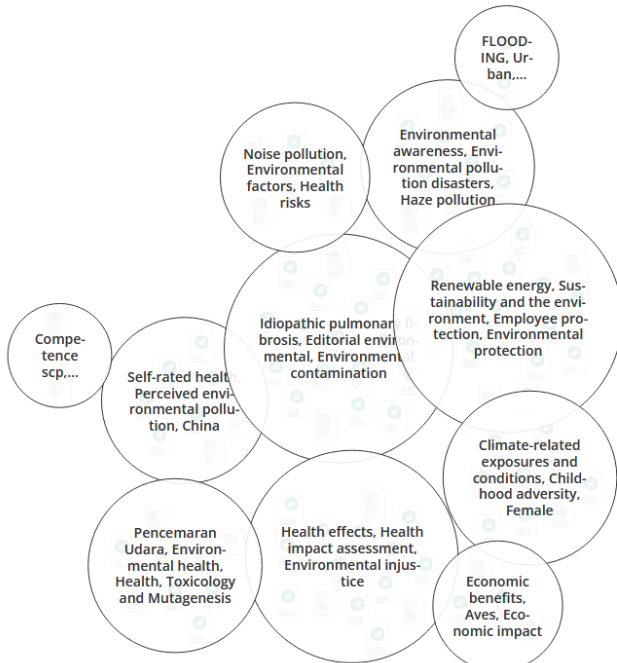 FLOOD-
ING, Ur-
ban,...
Environmental
awareness, Envi-
ronmental pollu-
tion disasters,
Haze pollution
Noise pollution,
Environmental
factors, Health
risks
Renewable energy, Sus-
tainability and the envi-
ronment, Employee pro-
tection, Environmental
protection
Idiopathic pulmonary fi-
brosis, Editorial environ-
mental, Environmental
contamination
Compe-
tence
scp,...
Self-rated health,
Perceived envi-
ronmental pollu-
tion, China
Climate-related
exposures and
conditions, Child-
hood adversity,
Female
Pencemaran
Udara, Environ-
mental health,
Health, Toxicology
and Mutagenesis
Health effects, Health
impact assessment,
Environmental injus-
tice
Economic
benefits,
Aves, Eco-
nomic impact